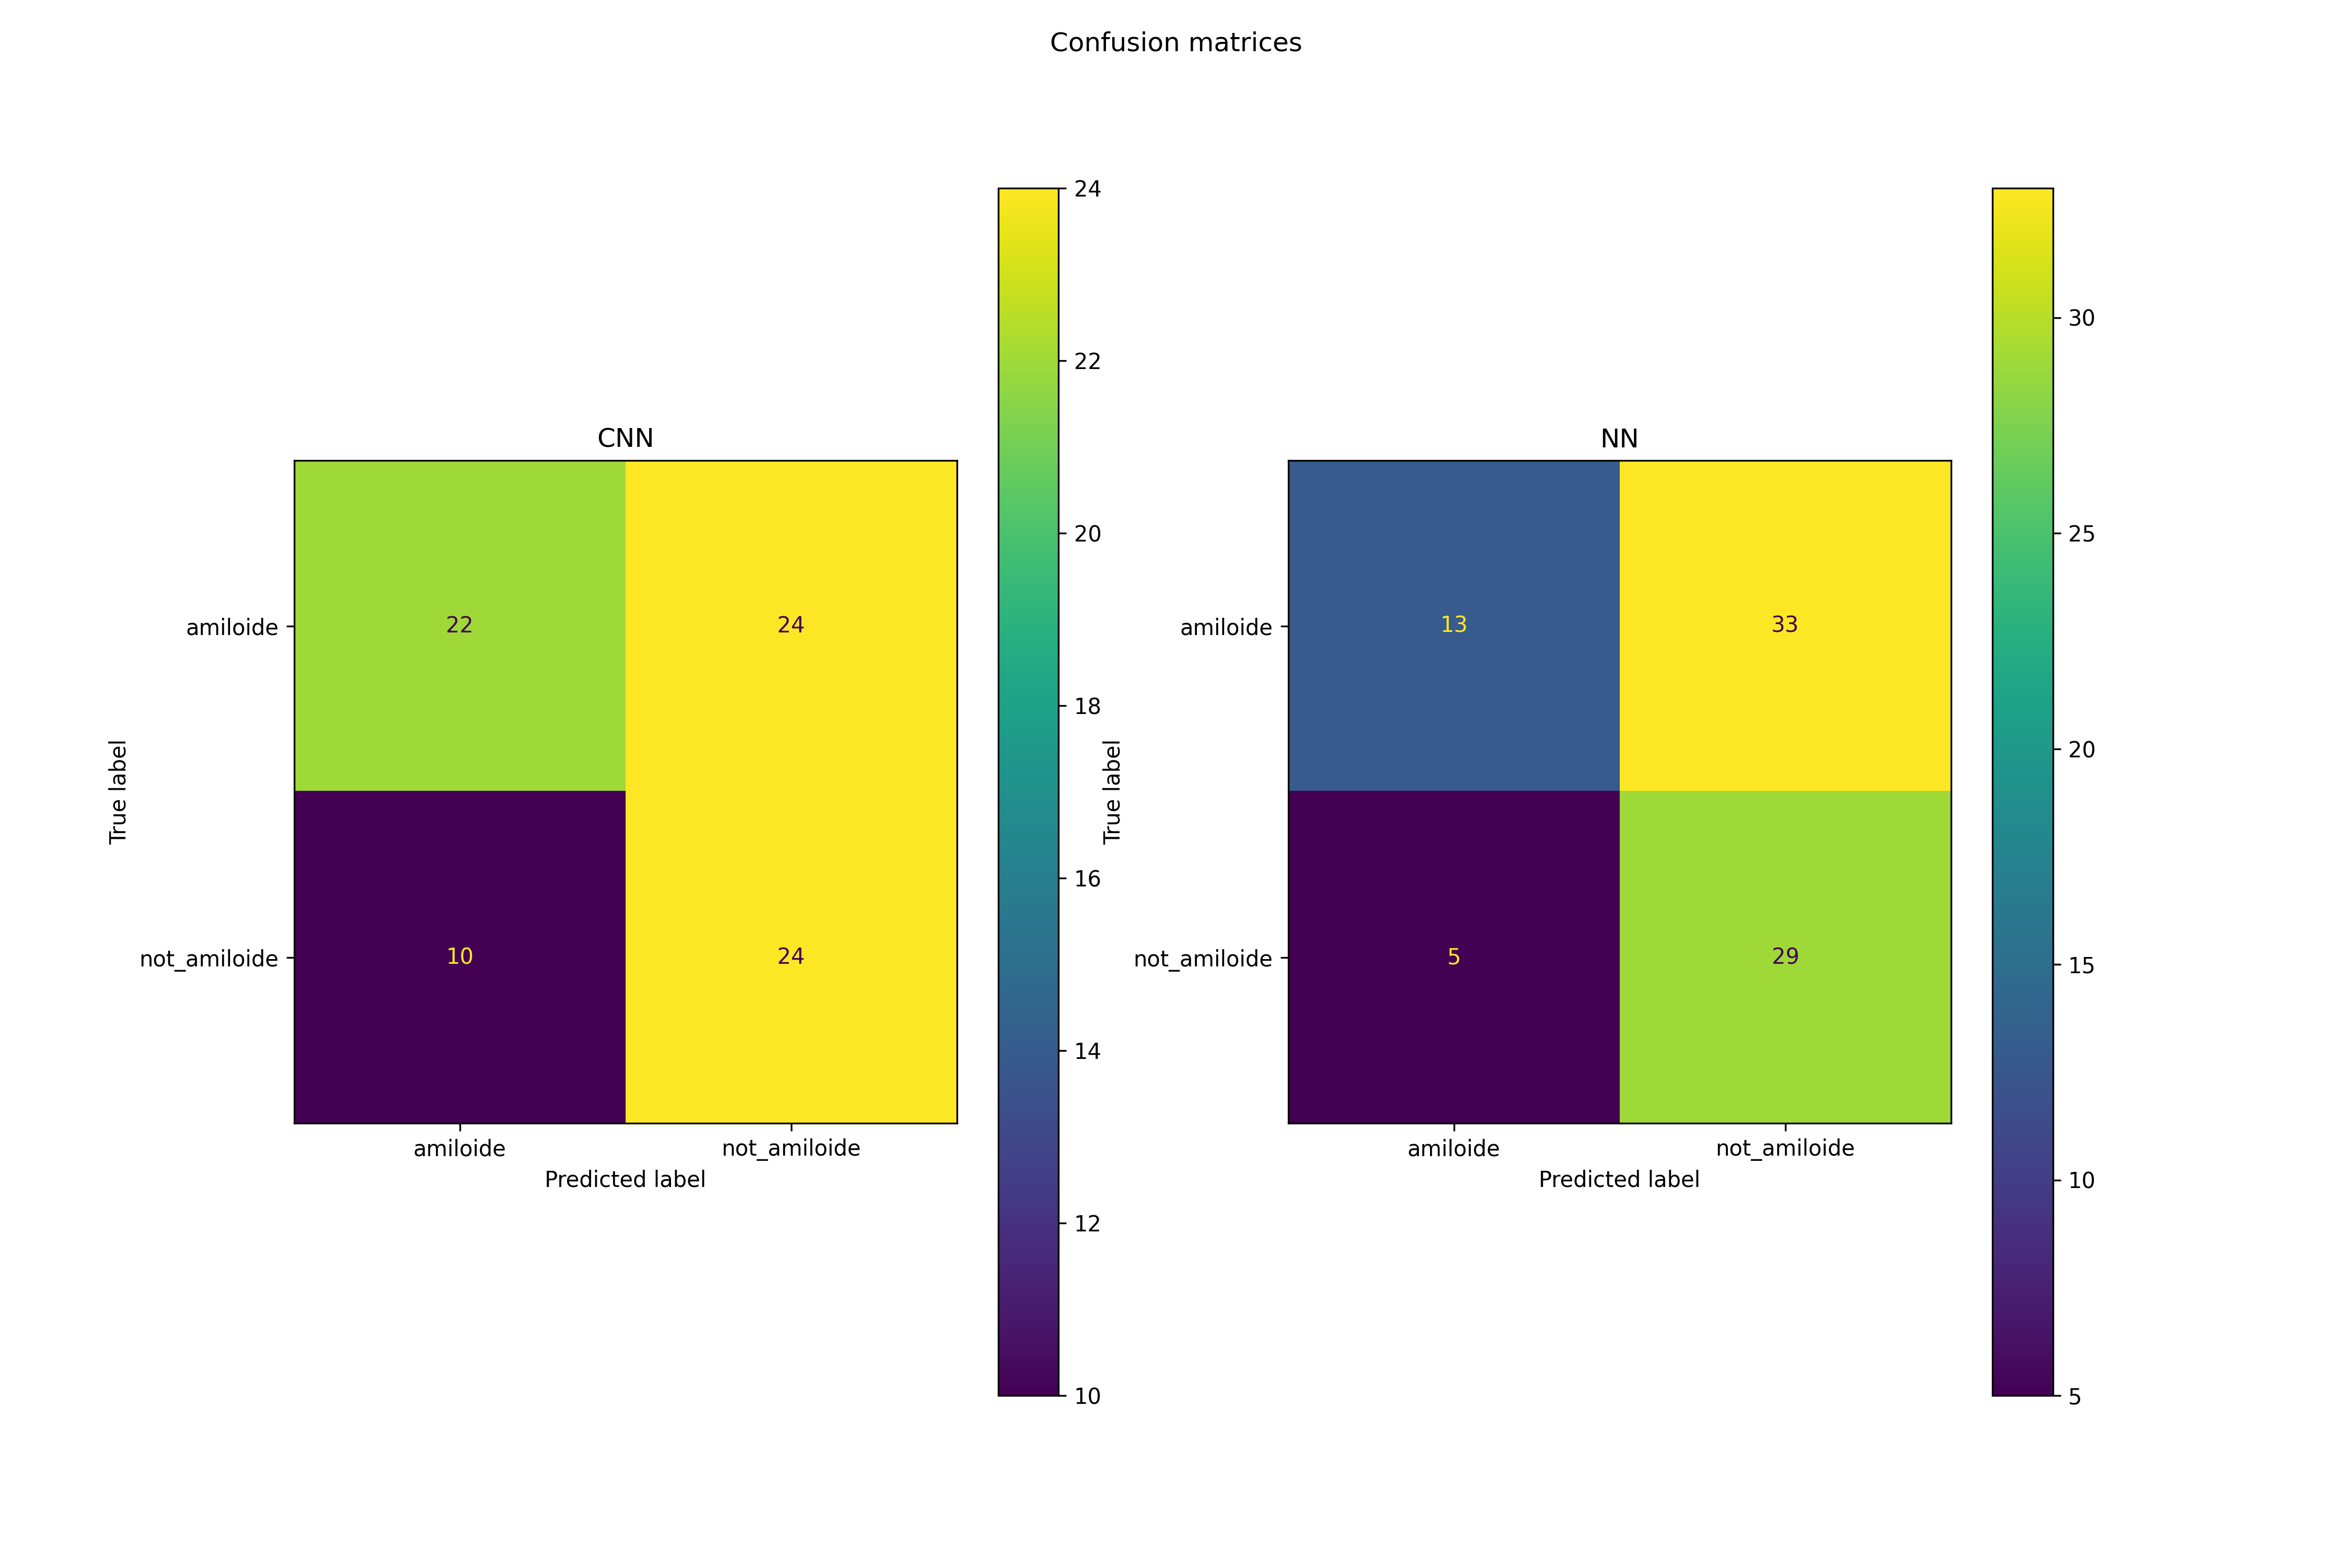 Confusion matrices
CNN
True label
amiloide
not_amiloide
22
24
10
24
amiloide
not_amiloide
Predicted label
24
22
20
18
16
14
12
10
NN
True label
amiloide
not_amiloide
13
33
5
29
amiloide
not_amiloide
Predicted label
30
25
20
15
10
5